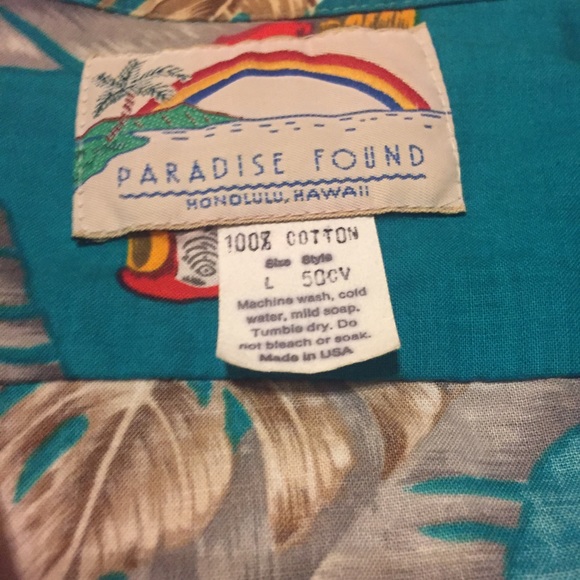 PARADISE FOUND
HONOLULU, HAWAII
100% COTTON
Size Style
L 50CV
Machine wash, cold
water, mild soap.
Tumble dry. Do
not bleach or soak.
Made in USA